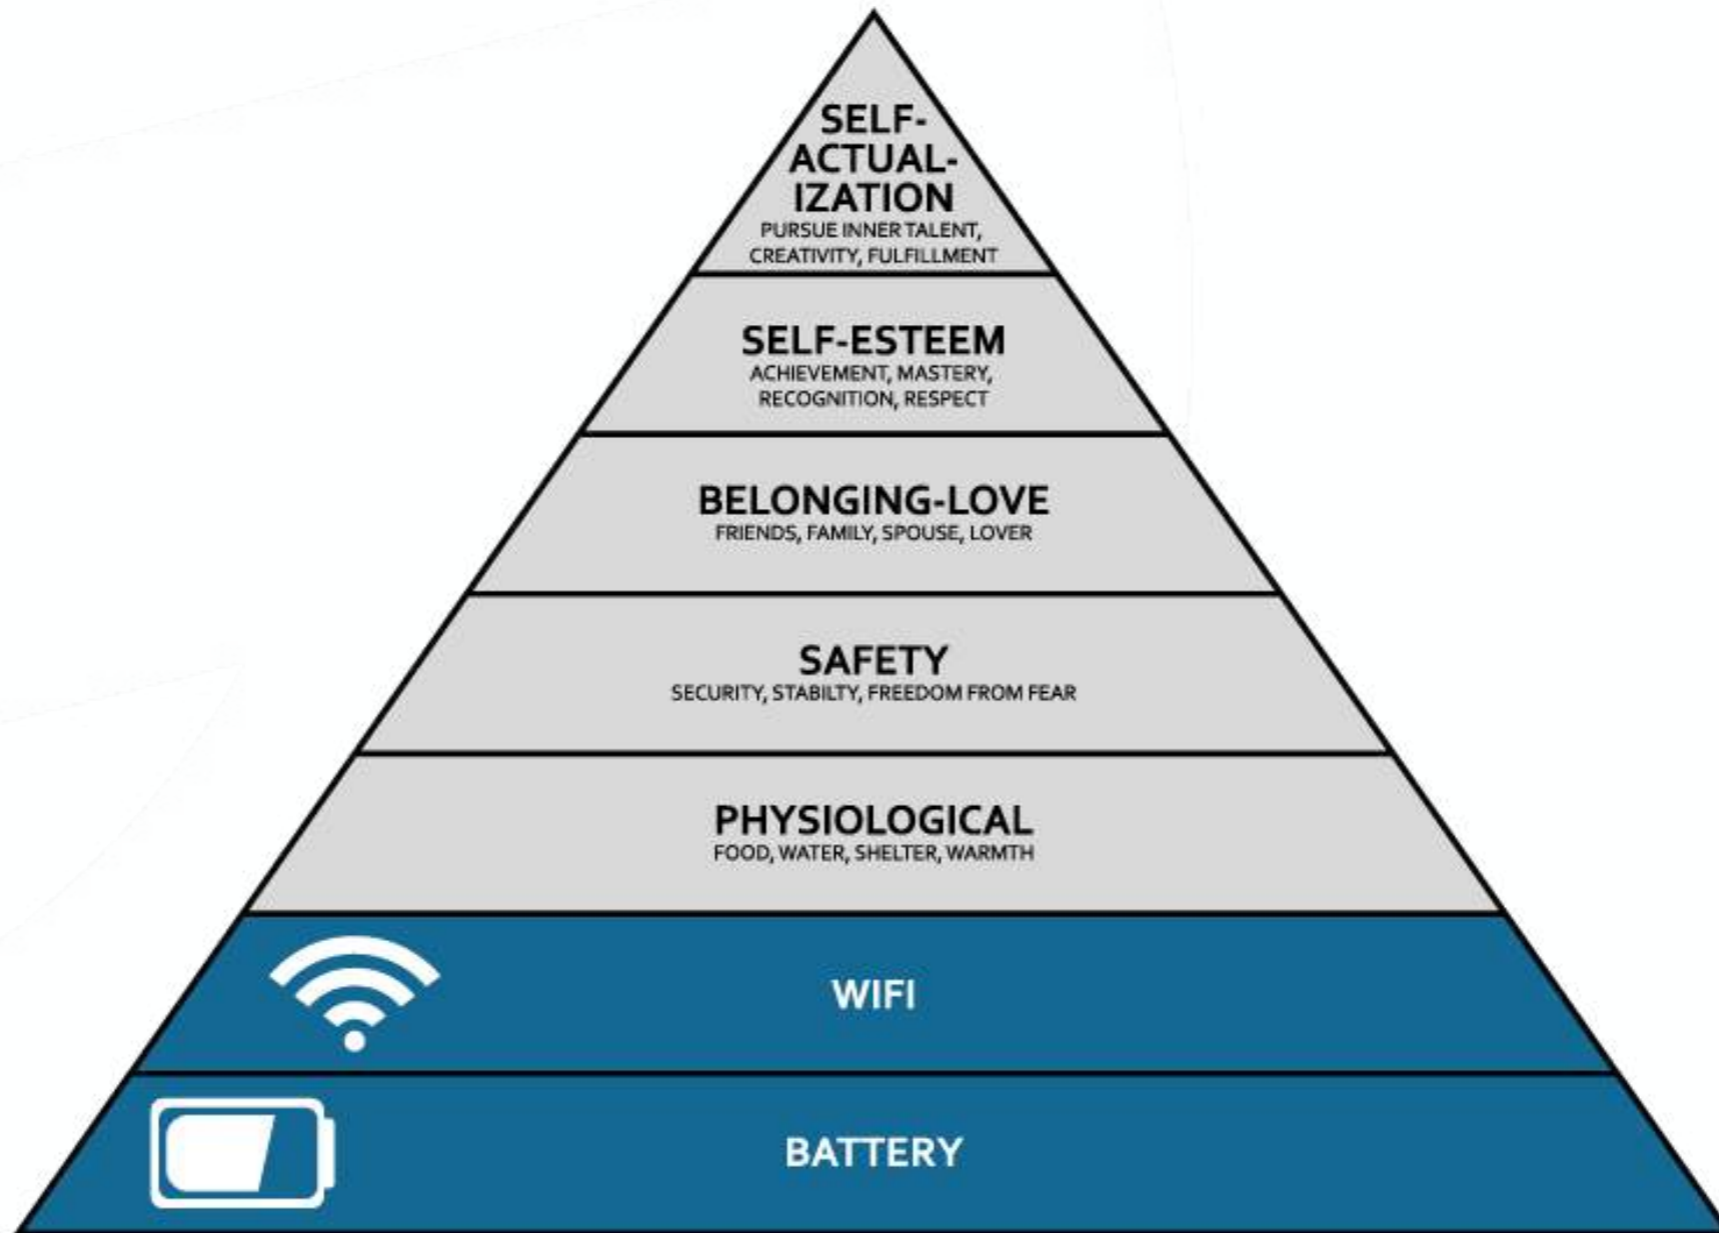 SELF-
ACTUAL-
IZATION
PURSUE INNER TALENT,
CREATIVITY, FULFILLMENT
SELF-ESTEEM
ACHIEVEMENT, MASTERY,
RECOGNITION, RESPECT
BELONGING-LOVE
FRIENDS, FAMILY, SPOUSE, LOVER
SAFETY
SECURITY, STABILTY, FREEDOM FROM FEAR
PHYSIOLOGICAL
FOOD, WATER, SHELTER, WARMTH
WIFI
BATTERY